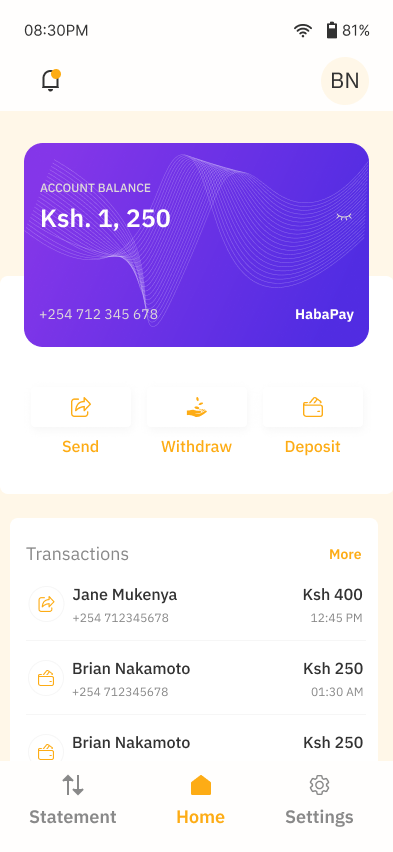 08:30PM 81%
BN
ACCOUNT BALANCE
Ksh. 1, 250
+254 712 345 678 HabaPay
Send Withdraw Deposit
Transactions More
Jane Mukenya Ksh 400
+254 712345678 12:45 PM
Brian Nakamoto Ksh 250
+254 712345678 01:30 AM
Brian Nakamoto Ksh 250
Statement Home Settings